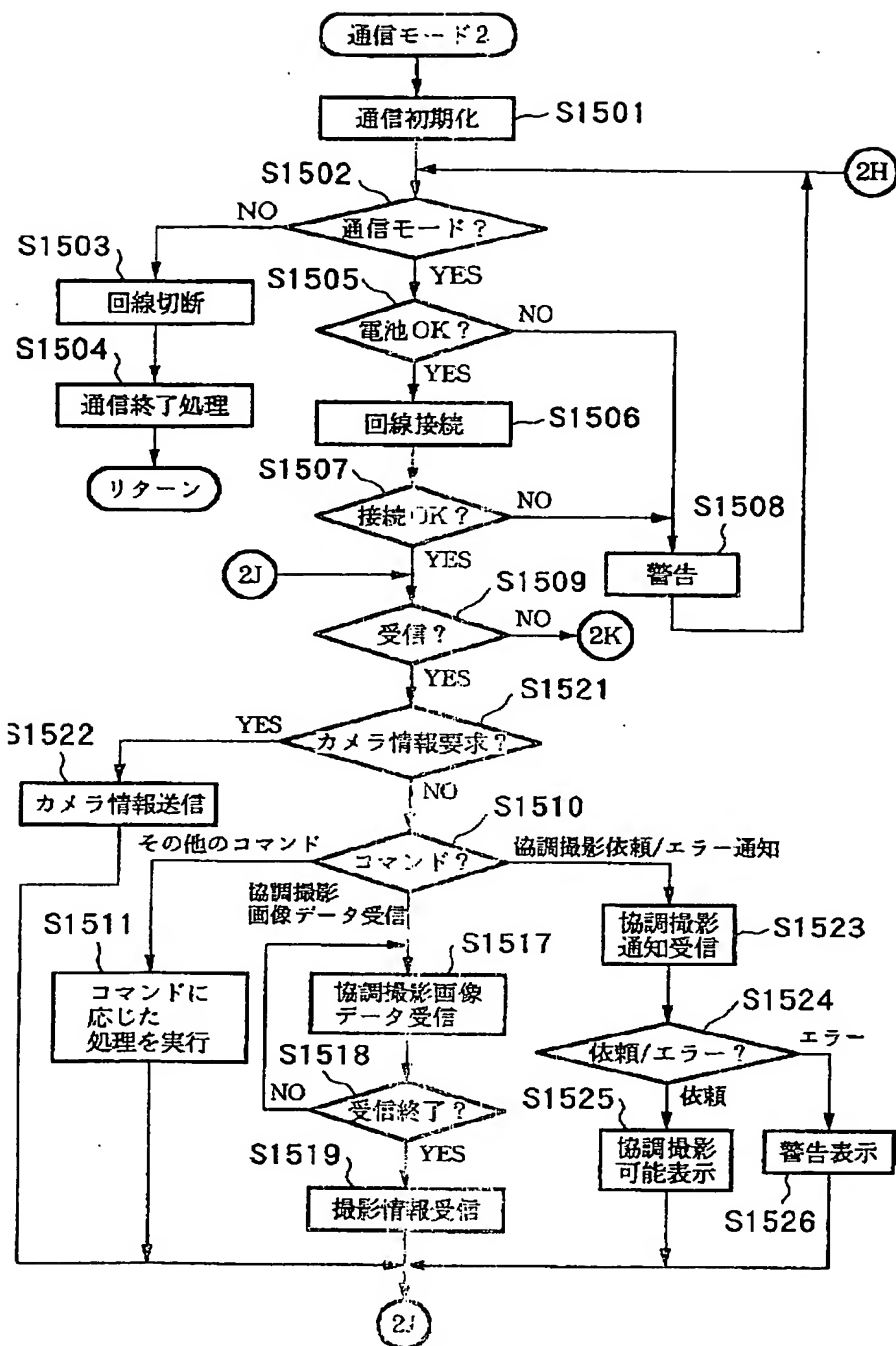 通信モード2
通信初期化
S1501
2H
S1502
NO
通信モード？
YES
S1503
回線切断
S1505
電池OK？
NO
S1504
通信終了処理
YES
回線接続
S1506
リターン
S1507
接続OK？
NO
S1508
警告
YES
2J
S1509
受信？
NO
2K
YES
S1521
YES
カメラ情報要求？
S1522
カメラ情報送信
NO
S1510
その他のコマンド
コマンド？
協調撮影依頼/エラー通知
協調撮影
画像データ受信
S1511
コマンドに
応じた
処理を実行
S1517
協調撮影画像
データ受信
協調撮影
通知受信
S1523
S1518
NO
受信終了？
YES
S1524
依頼/エラー？
エラー
依頼
S1519
撮影情報受信
S1525
協調撮影
可能表示
警告表示
S1526
2J